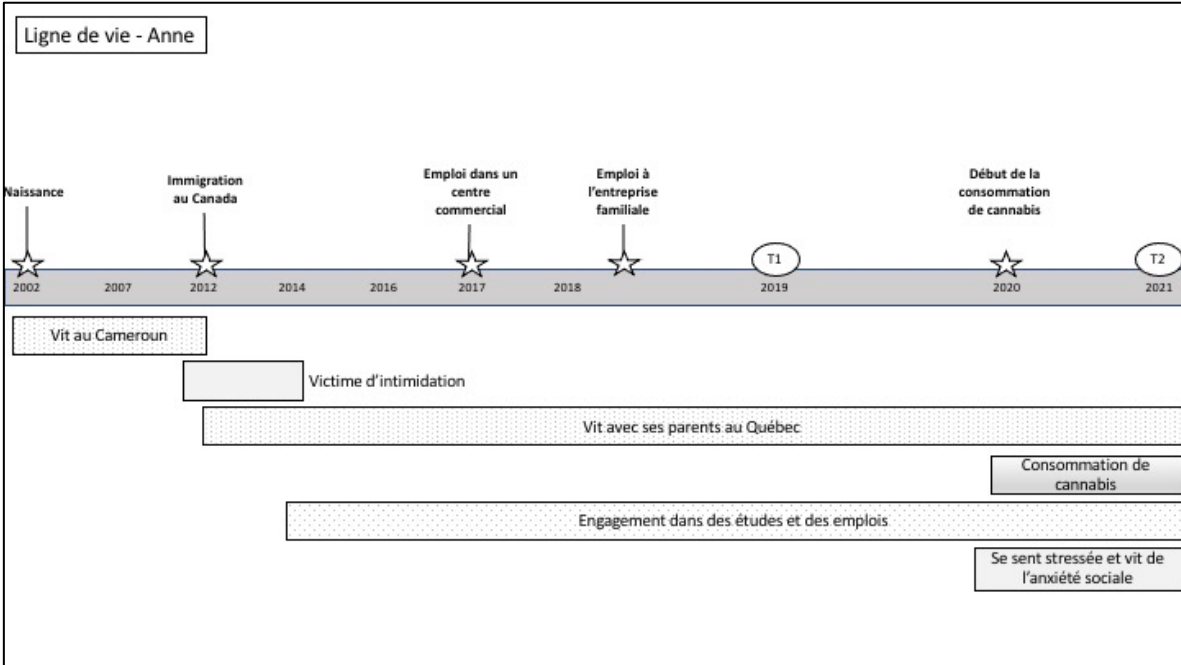 Ligne de vie - Anne
Naissance
Immigration
au Canada
Emploi dans un
centre
commercial
Emploi à
l'entreprise
familiale
Début de la
consommation
de cannabis
T1
T2
2002 2007 2012 2014 2016 2017 2018 2019 2020 2021
Vit au Cameroun
Victime d'intimidation
Vit avec ses parents au Québec
Consommation de
cannabis
Engagement dans des études et des emplois
Se sent stressée et vit de
l'anxiété sociale